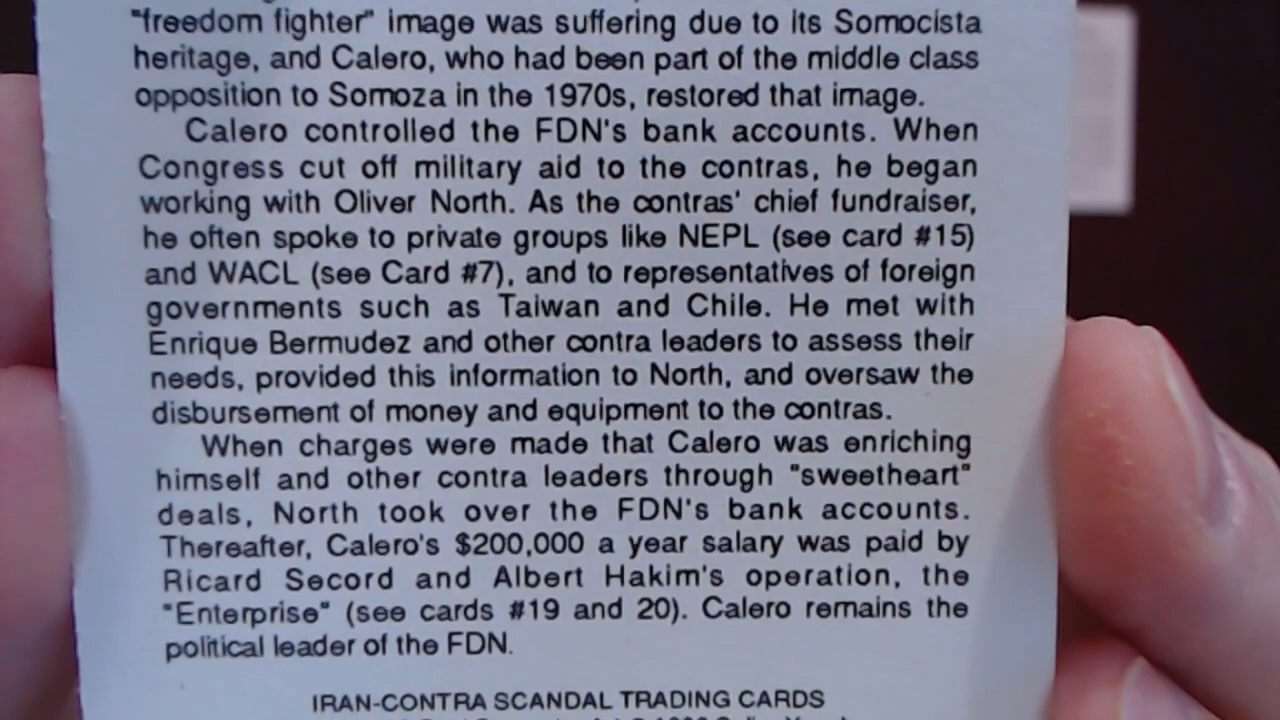 "freedom fighter" image was suffering due to its Somocista
heritage, and Calero, who had been part of the middle class
opposition to Somoza in the 1970s, restored that image.
Calero controlled the FDN's bank accounts. When
Congress cut off military aid to the contras, he began
working with Oliver North. As the contras' chief fundraiser,
he often spoke to private groups like NEPL (see card #15)
and WACL (see Card #7), and to representatives of foreign
governments such as Taiwan and Chile. He met with
Enrique Bermudez and other contra leaders to assess their
needs, provided this information to North, and oversaw the
disbursement of money and equipment to the contras.
When charges were made that Calero was enriching
himself and other contra leaders through "sweetheart"
deals, North took over the FDN's bank accounts.
Thereafter, Calero's $200,000 a year salary was paid by
Ricard Secord and Albert Hakim's operation, the
"Enterprise" (see cards #19 and 20). Calero remains the
political leader of the FDN.
IRAN-CONTRA SCANDAL TRADING CARDS